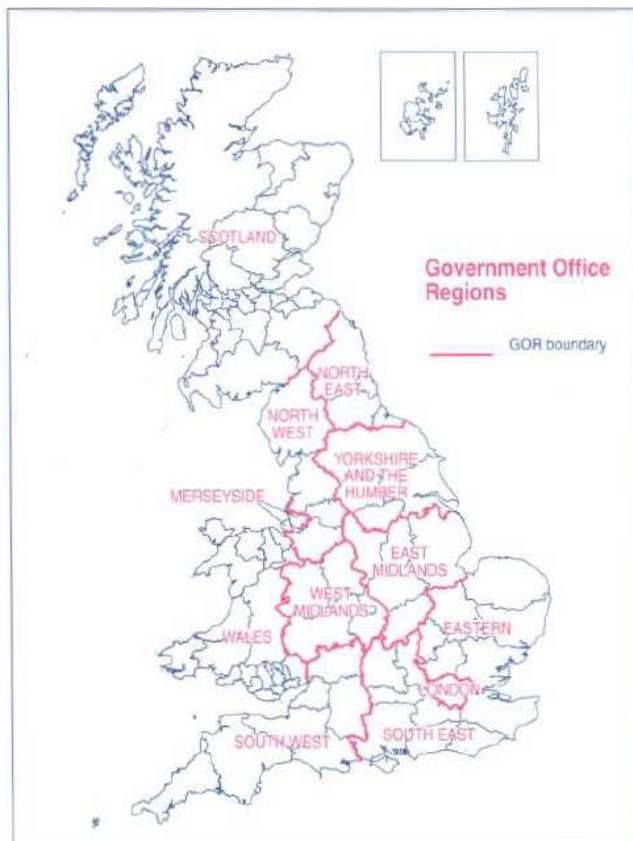 SCOTLAND
Government Office
Regions
GOR boundary
NORTH
EAST
NORTH
WEST
YORKSHIRE
AND THE
HUMBER
MERSEYSIDE
EAST
MIDLANDS
WEST
MIDLANDS
WALES
EASTERN
LONDON
SOUTH WEST
SOUTH EAST